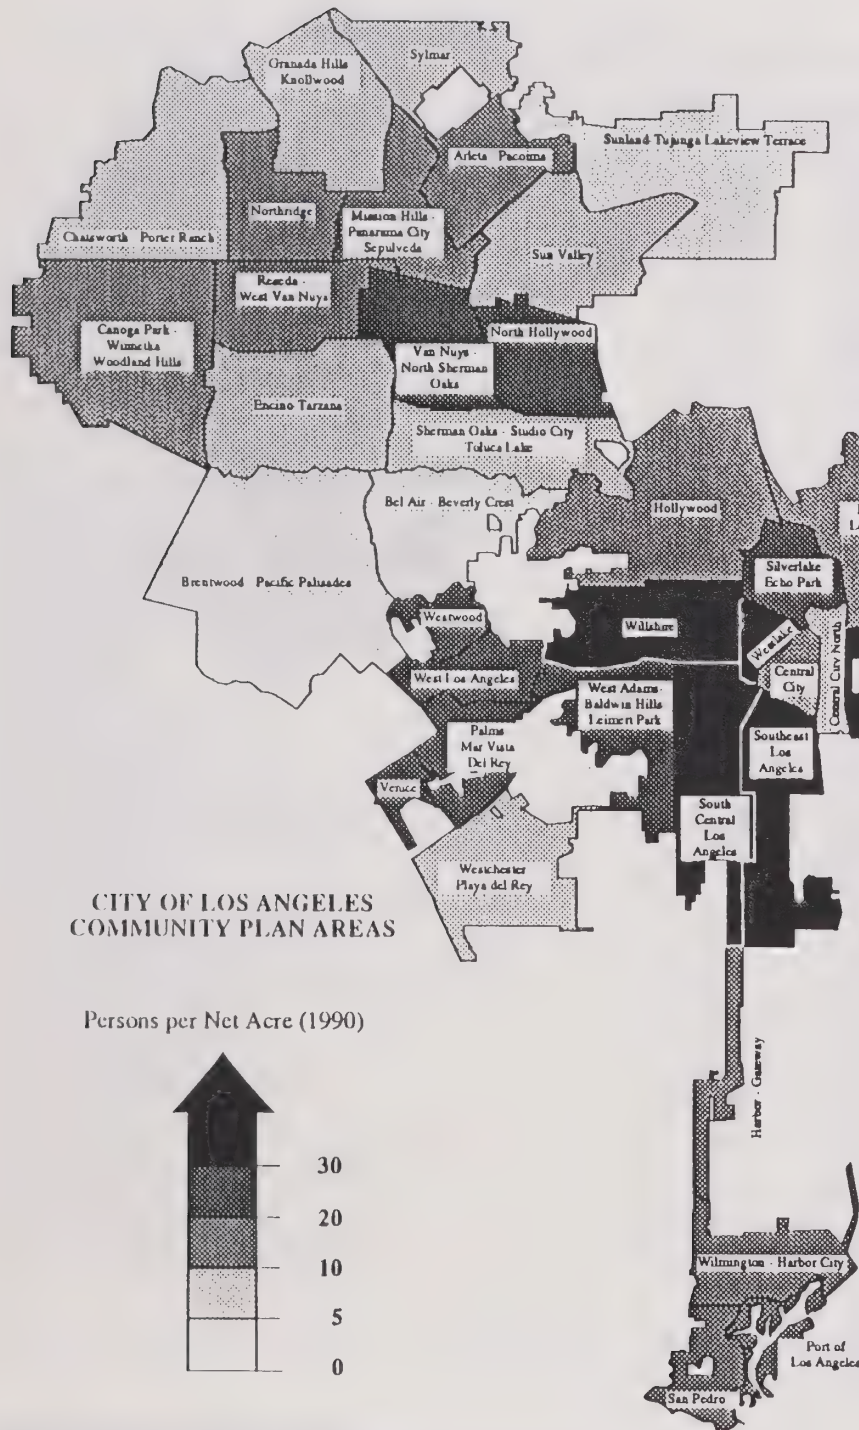 Sylmar
Granada Hills
Knollwood
Sunland-Tujunga Lakeview Terrace
Arleta - Pacoima
Northridge
Mission Hills -
Panarama City
Sepulveda
Chatsworth - Porter Ranch
Sun Valley
Reseda -
West Van Nuys
Canoga Park -
Winnetka
Woodland Hills
North Hollywood
Van Nuys -
North Sherman
Oaks
Encino Tarzana
Sherman Oaks - Studio City
Toluca Lake
Bel Air - Beverly Crest
Hollywood
Silverlake
Echo Park
Brentwood - Pacific Palisades
Westwood
Wilshire
Westlake
Central City North
Central
City
West Los Angeles
West Adams-
Baldwin Hills
Leimert Park
Palms
Mar Vista
Del Rey
Southeast
Los
Angeles
Venice
South
Central
Los
Angeles
Westchester
Playa del Rey
CITY OF LOS ANGELES
COMMUNITY PLAN AREAS
Persons per Net Acre (1990)
30
20
10
5
0
Harbor - Gateway
Wilmington - Harbor City
Port of
Los Angeles
San Pedro